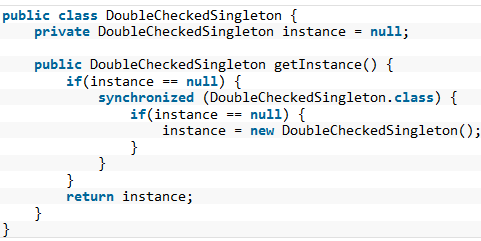 public class DoubleCheckedSingleton {
    private DoubleCheckedSingleton instance = null;

    public DoubleCheckedSingleton getInstance() {
        if(instance == null) {
            synchronized (DoubleCheckedSingleton.class) {
                if(instance == null) {
                    instance = new DoubleCheckedSingleton();
                }
            }
        }
        return instance;
    }
}